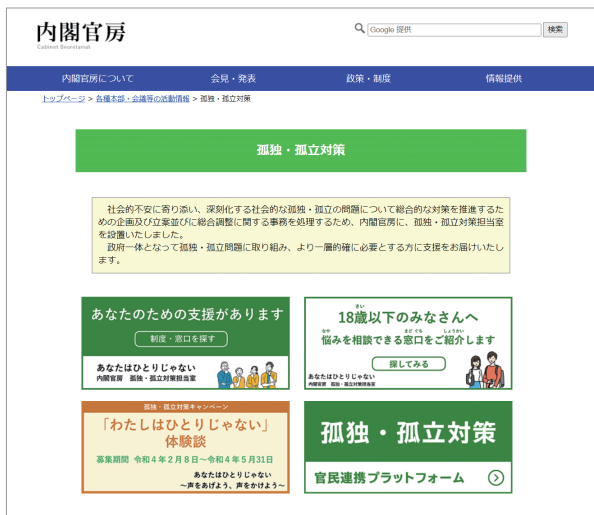 内閣官房
Cabinet Secretariat
Google 提供
検索
内閣官房について
会見・発表
政策・制度
情報提供
トップページ > 各種本部・会議等の活動情報 > 孤独・孤立対策
孤独・孤立対策
社会的不安に寄り添い、深刻化する社会的な孤独・孤立の問題について総合的な対策を推進するた
めの企画及び立案並びに総合調整に関する事務を処理するため、内閣官房に、孤独・孤立対策担当室
を設置いたしました。
政府一体となって孤独・孤立問題に取り組み、より一層的確に必要とする方に支援をお届けいたし
ます。
あなたのための支援があります
制度・窓口を探す
あなたはひとりじゃない
内閣官房 孤独・孤立対策担当室
18歳以下のみなさんへ
悩みを相談できる窓口をご紹介します
探してみる
あなたはひとりじゃない
内閣官房 孤独・孤立対策担当室
孤独・孤立対策キャンペーン
「わたしはひとりじゃない」
体験談
募集期間 令和4年2月8日～令和4年5月31日
あなたはひとりじゃない
～声をあげよう、声をかけよう～
孤独・孤立対策
官民連携プラットフォーム